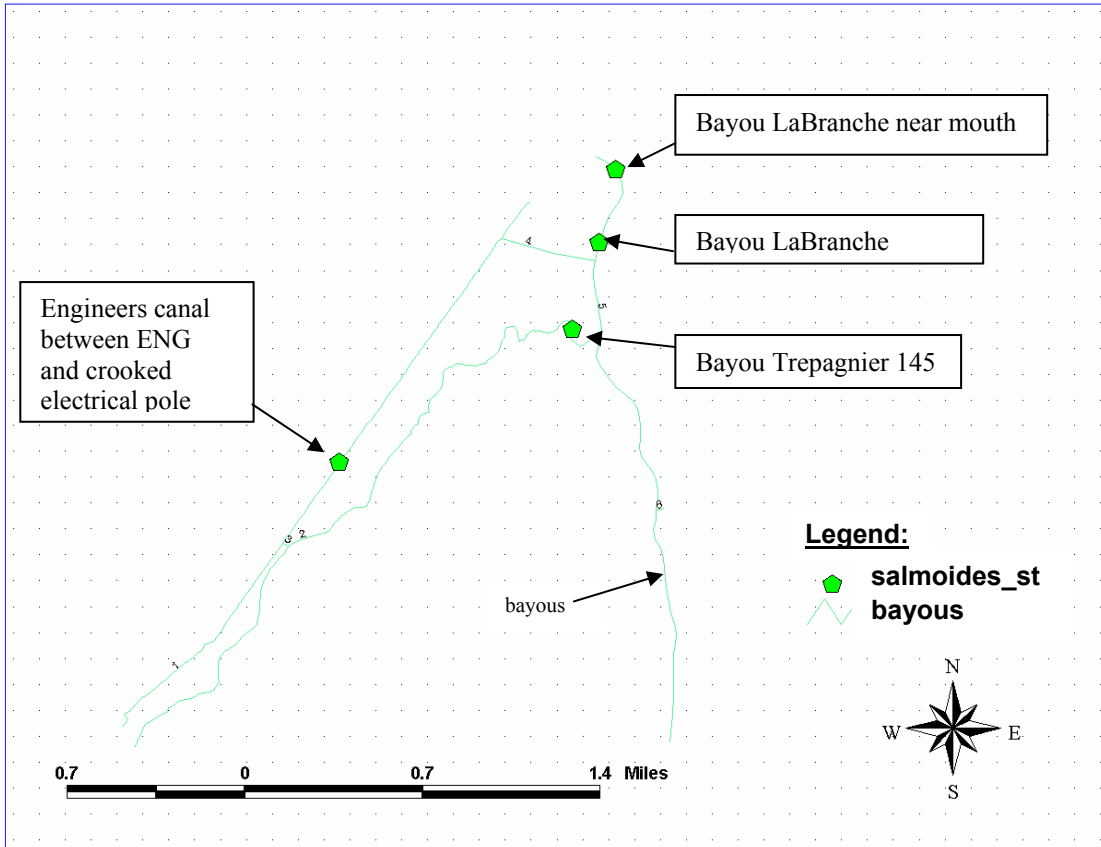 Bayou LaBranche near mouth
Bayou LaBranche
Engineers canal
between ENG
and crooked
electrical pole
Bayou Trepagnier 145
4
5
6
3
2
1
bayous
Legend:
salmoides_st
bayous
N
W
E
S
0.7 0 0.7 1.4 Miles